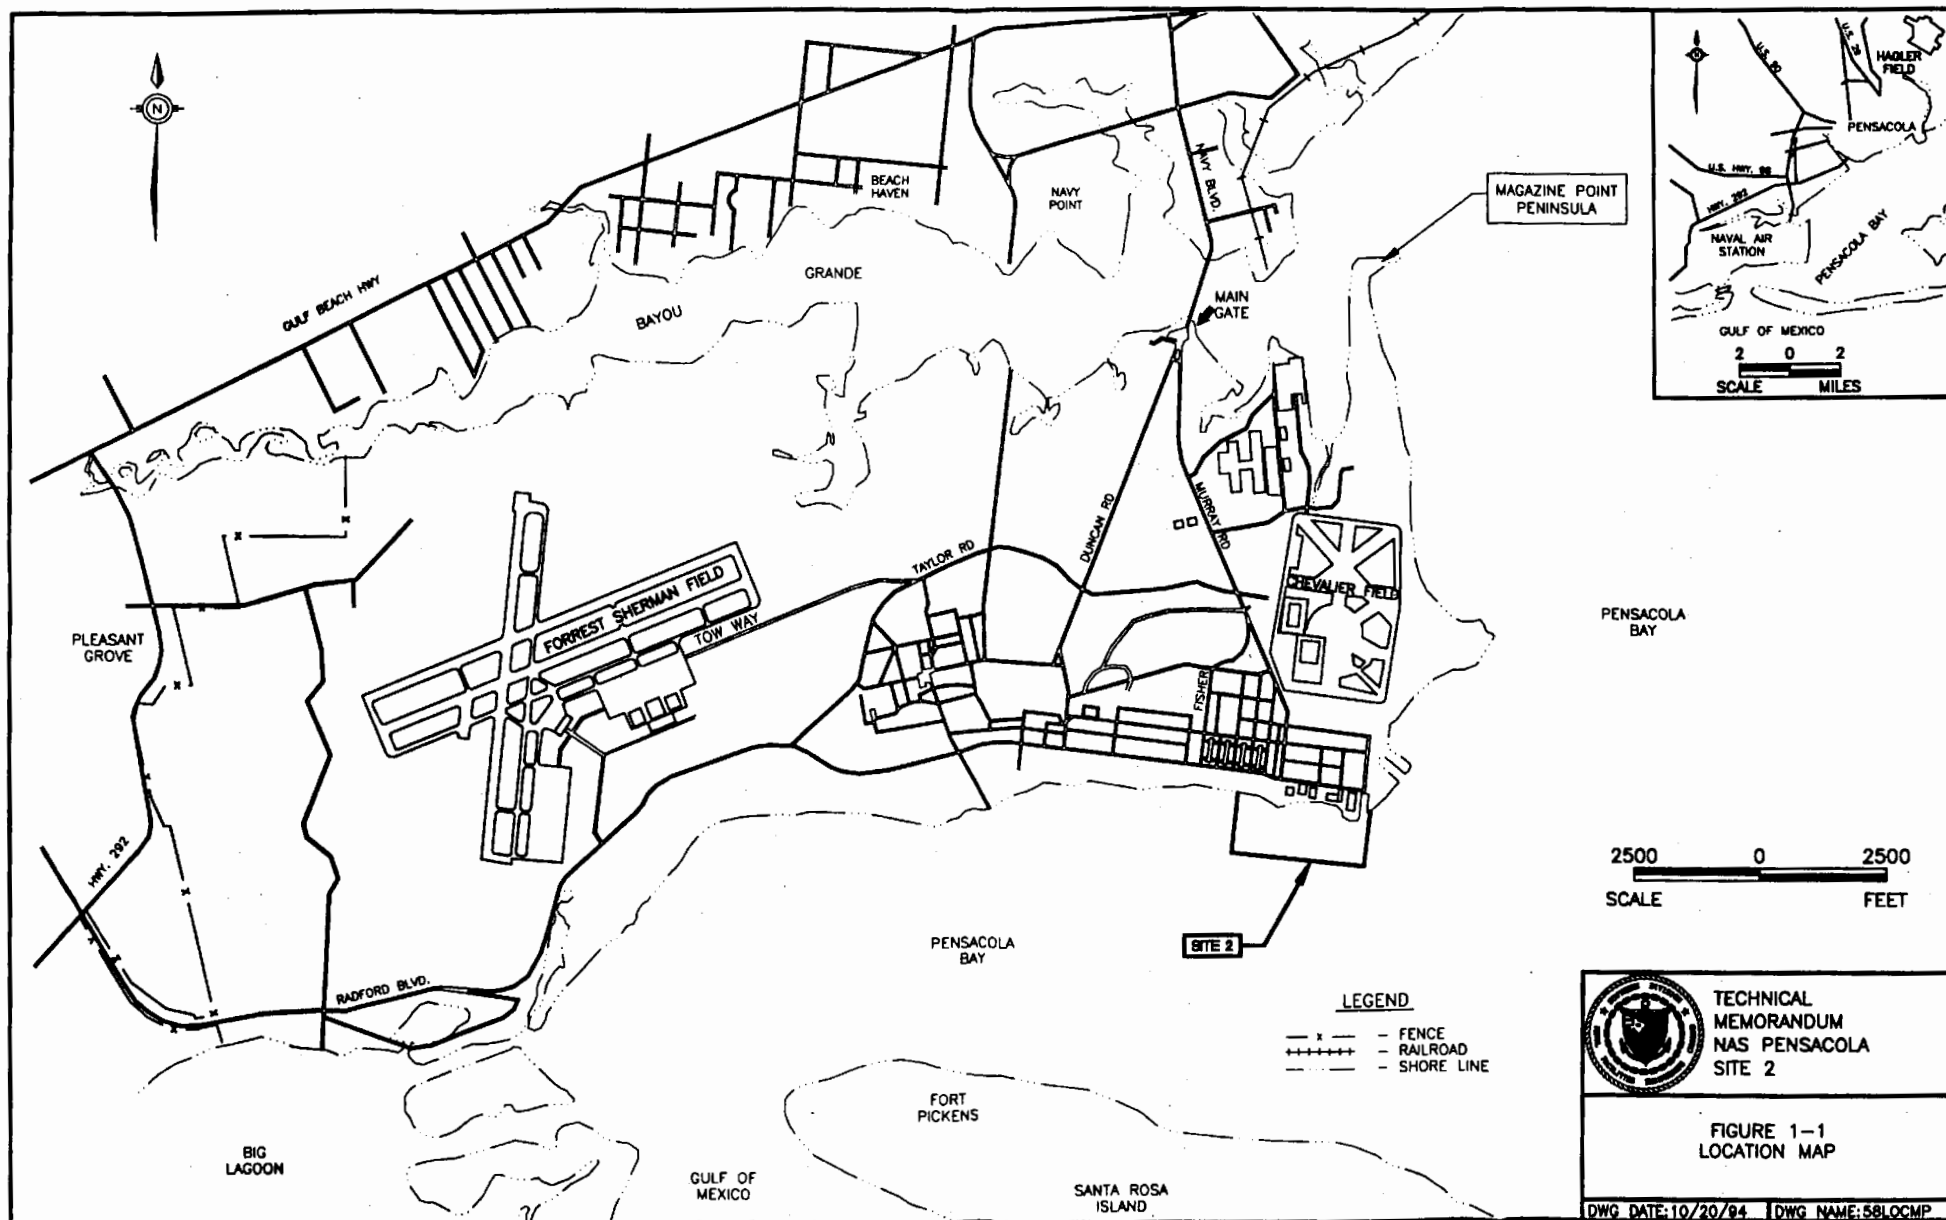 N
BEACH
HAVEN
NAVY
POINT
NAVY BLVD.
MAGAZINE POINT
PENINSULA
GRANDE
BAYOU
GULF BEACH HWY
MAIN
GATE
DUNCAN RD
MURRAY RD
TAYLOR RD
FORREST SHERMAN FIELD
TOW WAY
CHEVALIER FIELD
FISHER
PLEASANT
GROVE
PENSACOLA
BAY
HWY. 292
RADFORD BLVD.
PENSACOLA
BAY
SITE 2
BIG
LAGOON
GULF OF
MEXICO
FORT
PICKENS
SANTA ROSA
ISLAND
U.S. 90
U.S. 29
HAGLER
FIELD
PENSACOLA
U.S. HWY. 98
HWY. 292
NAVAL AIR
STATION
PENSACOLA BAY
GULF OF MEXICO
2 0 2
SCALE MILES
2500 0 2500
SCALE FEET
LEGEND
x - FENCE
- RAILROAD
- SHORE LINE
TECHNICAL
MEMORANDUM
NAS PENSACOLA
SITE 2
FIGURE 1-1
LOCATION MAP
DWG DATE:10/20/94 DWG NAME:58LOCMP